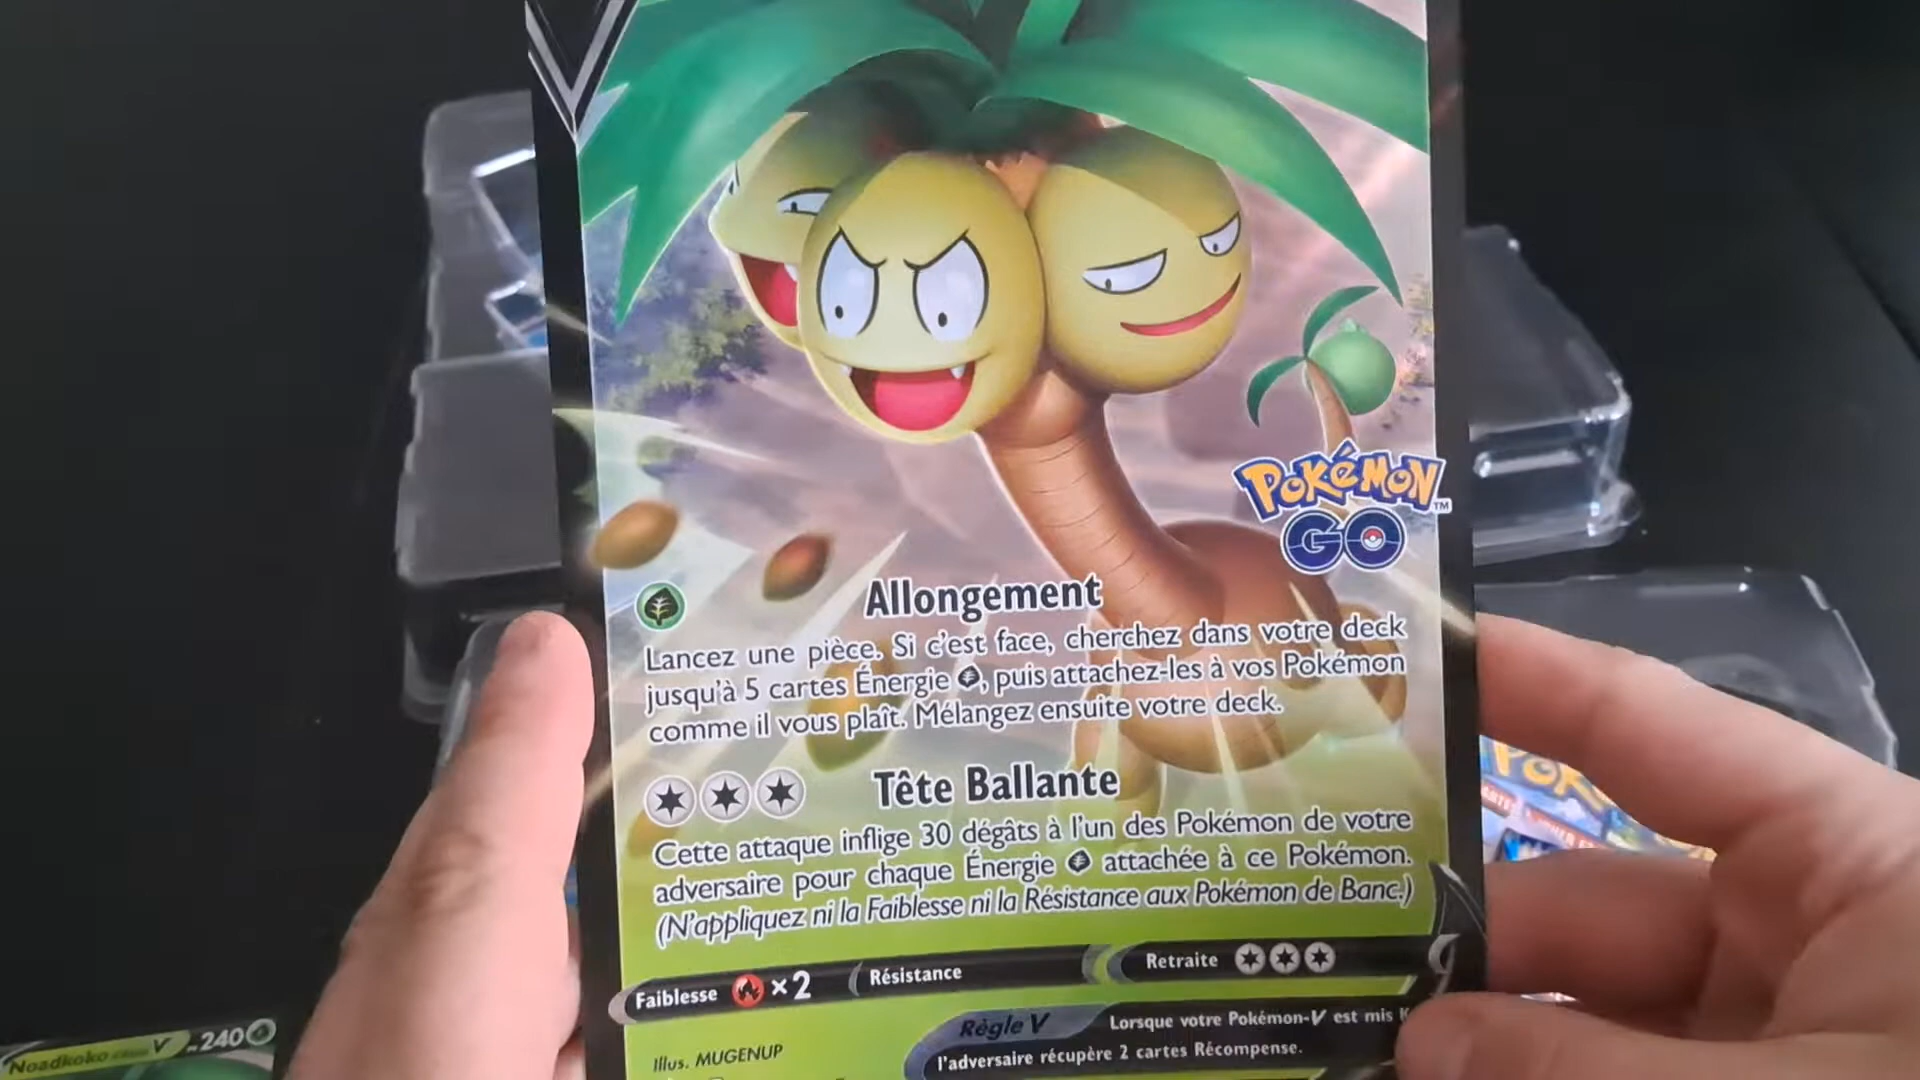 POKÉMON
TM
GO
Allongement
Lancez une pièce. Si c'est face, cherchez dans votre deck
jusqu'à 5 cartes Énergie , puis attachez-les à vos Pokémon
comme il vous plaît. Mélangez ensuite votre deck.
Tête Ballante
Cette attaque inflige 30 dégâts à l'un des Pokémon de votre
adversaire pour chaque Énergie attachée à ce Pokémon.
(N'appliquez ni la Faiblesse ni la Résistance aux Pokémon de Banc.)
Faiblesse ×2 Résistance Retraite
Règle V Lorsque votre Pokémon-V est mis K
l'adversaire récupère 2 cartes Récompense.
Illus. MUGENUP
Noadkoko V 240
POK